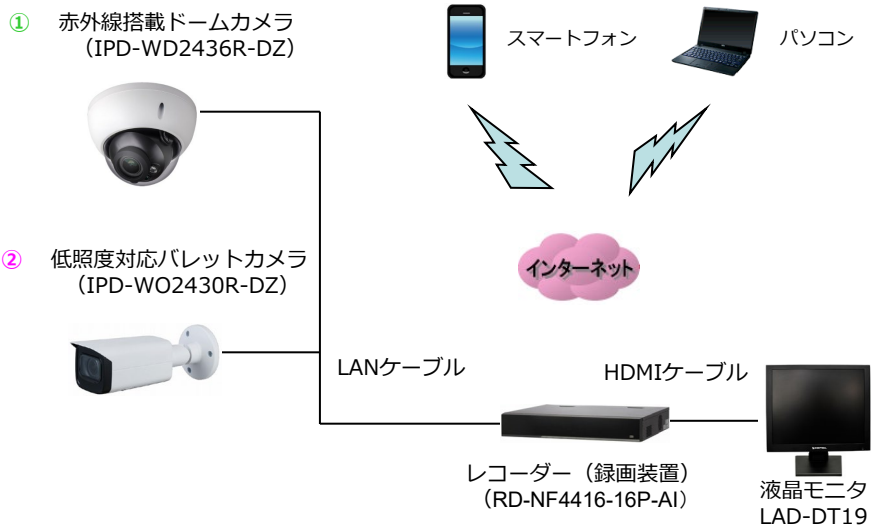 ① 赤外線搭載ドームカメラ
（IPD-WD2436R-DZ）
スマートフォン
パソコン
② 低照度対応バレットカメラ
（IPD-WO2430R-DZ）
インターネット
LANケーブル
HDMIケーブル
レコーダー（録画装置）
（RD-NF4416-16P-AI）
液晶モニタ
LAD-DT19